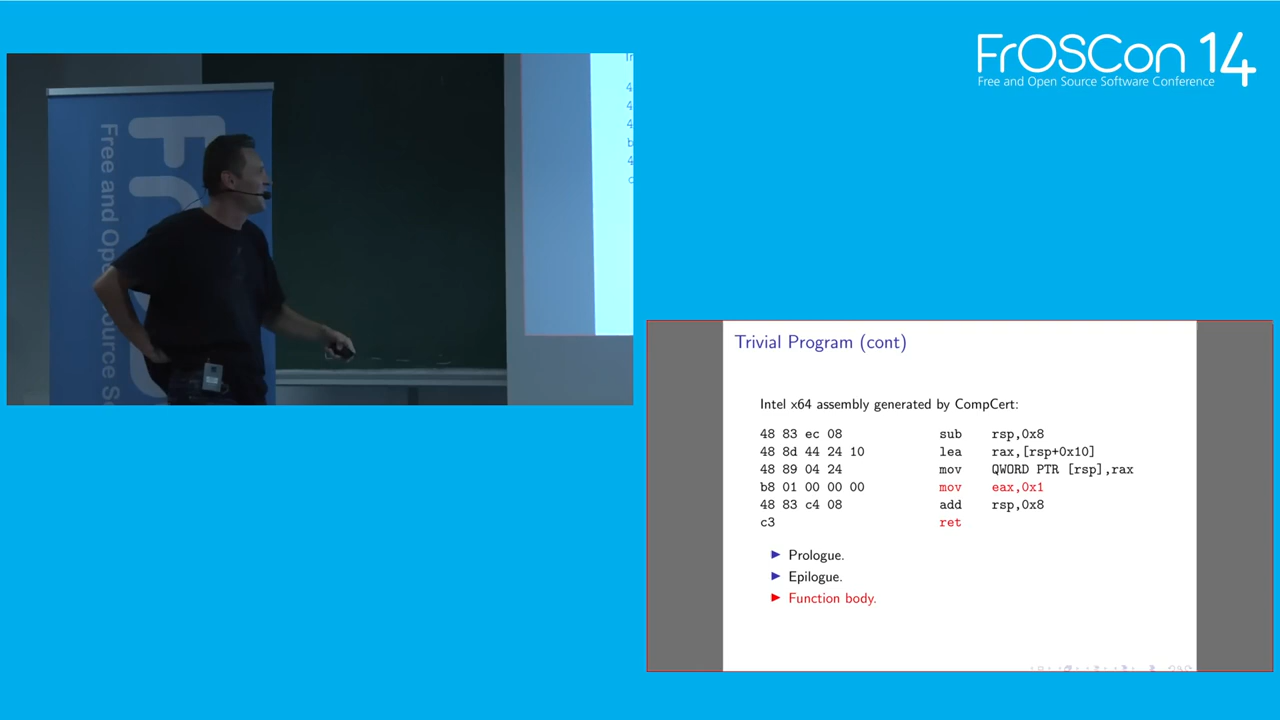 FrOSCon 14
Free and Open Source Software Conference
Free and Op
Source S
Trivial Program (cont)
Intel x64 assembly generated by CompCert:
48 83 ec 08 sub rsp,0x8
48 8d 44 24 10 lea rax,[rsp+0x10]
48 89 04 24 mov QWORD PTR [rsp],rax
b8 01 00 00 00 mov eax,0x1
48 83 c4 08 add rsp,0x8
c3 ret
Prologue.
Epilogue.
Function body.